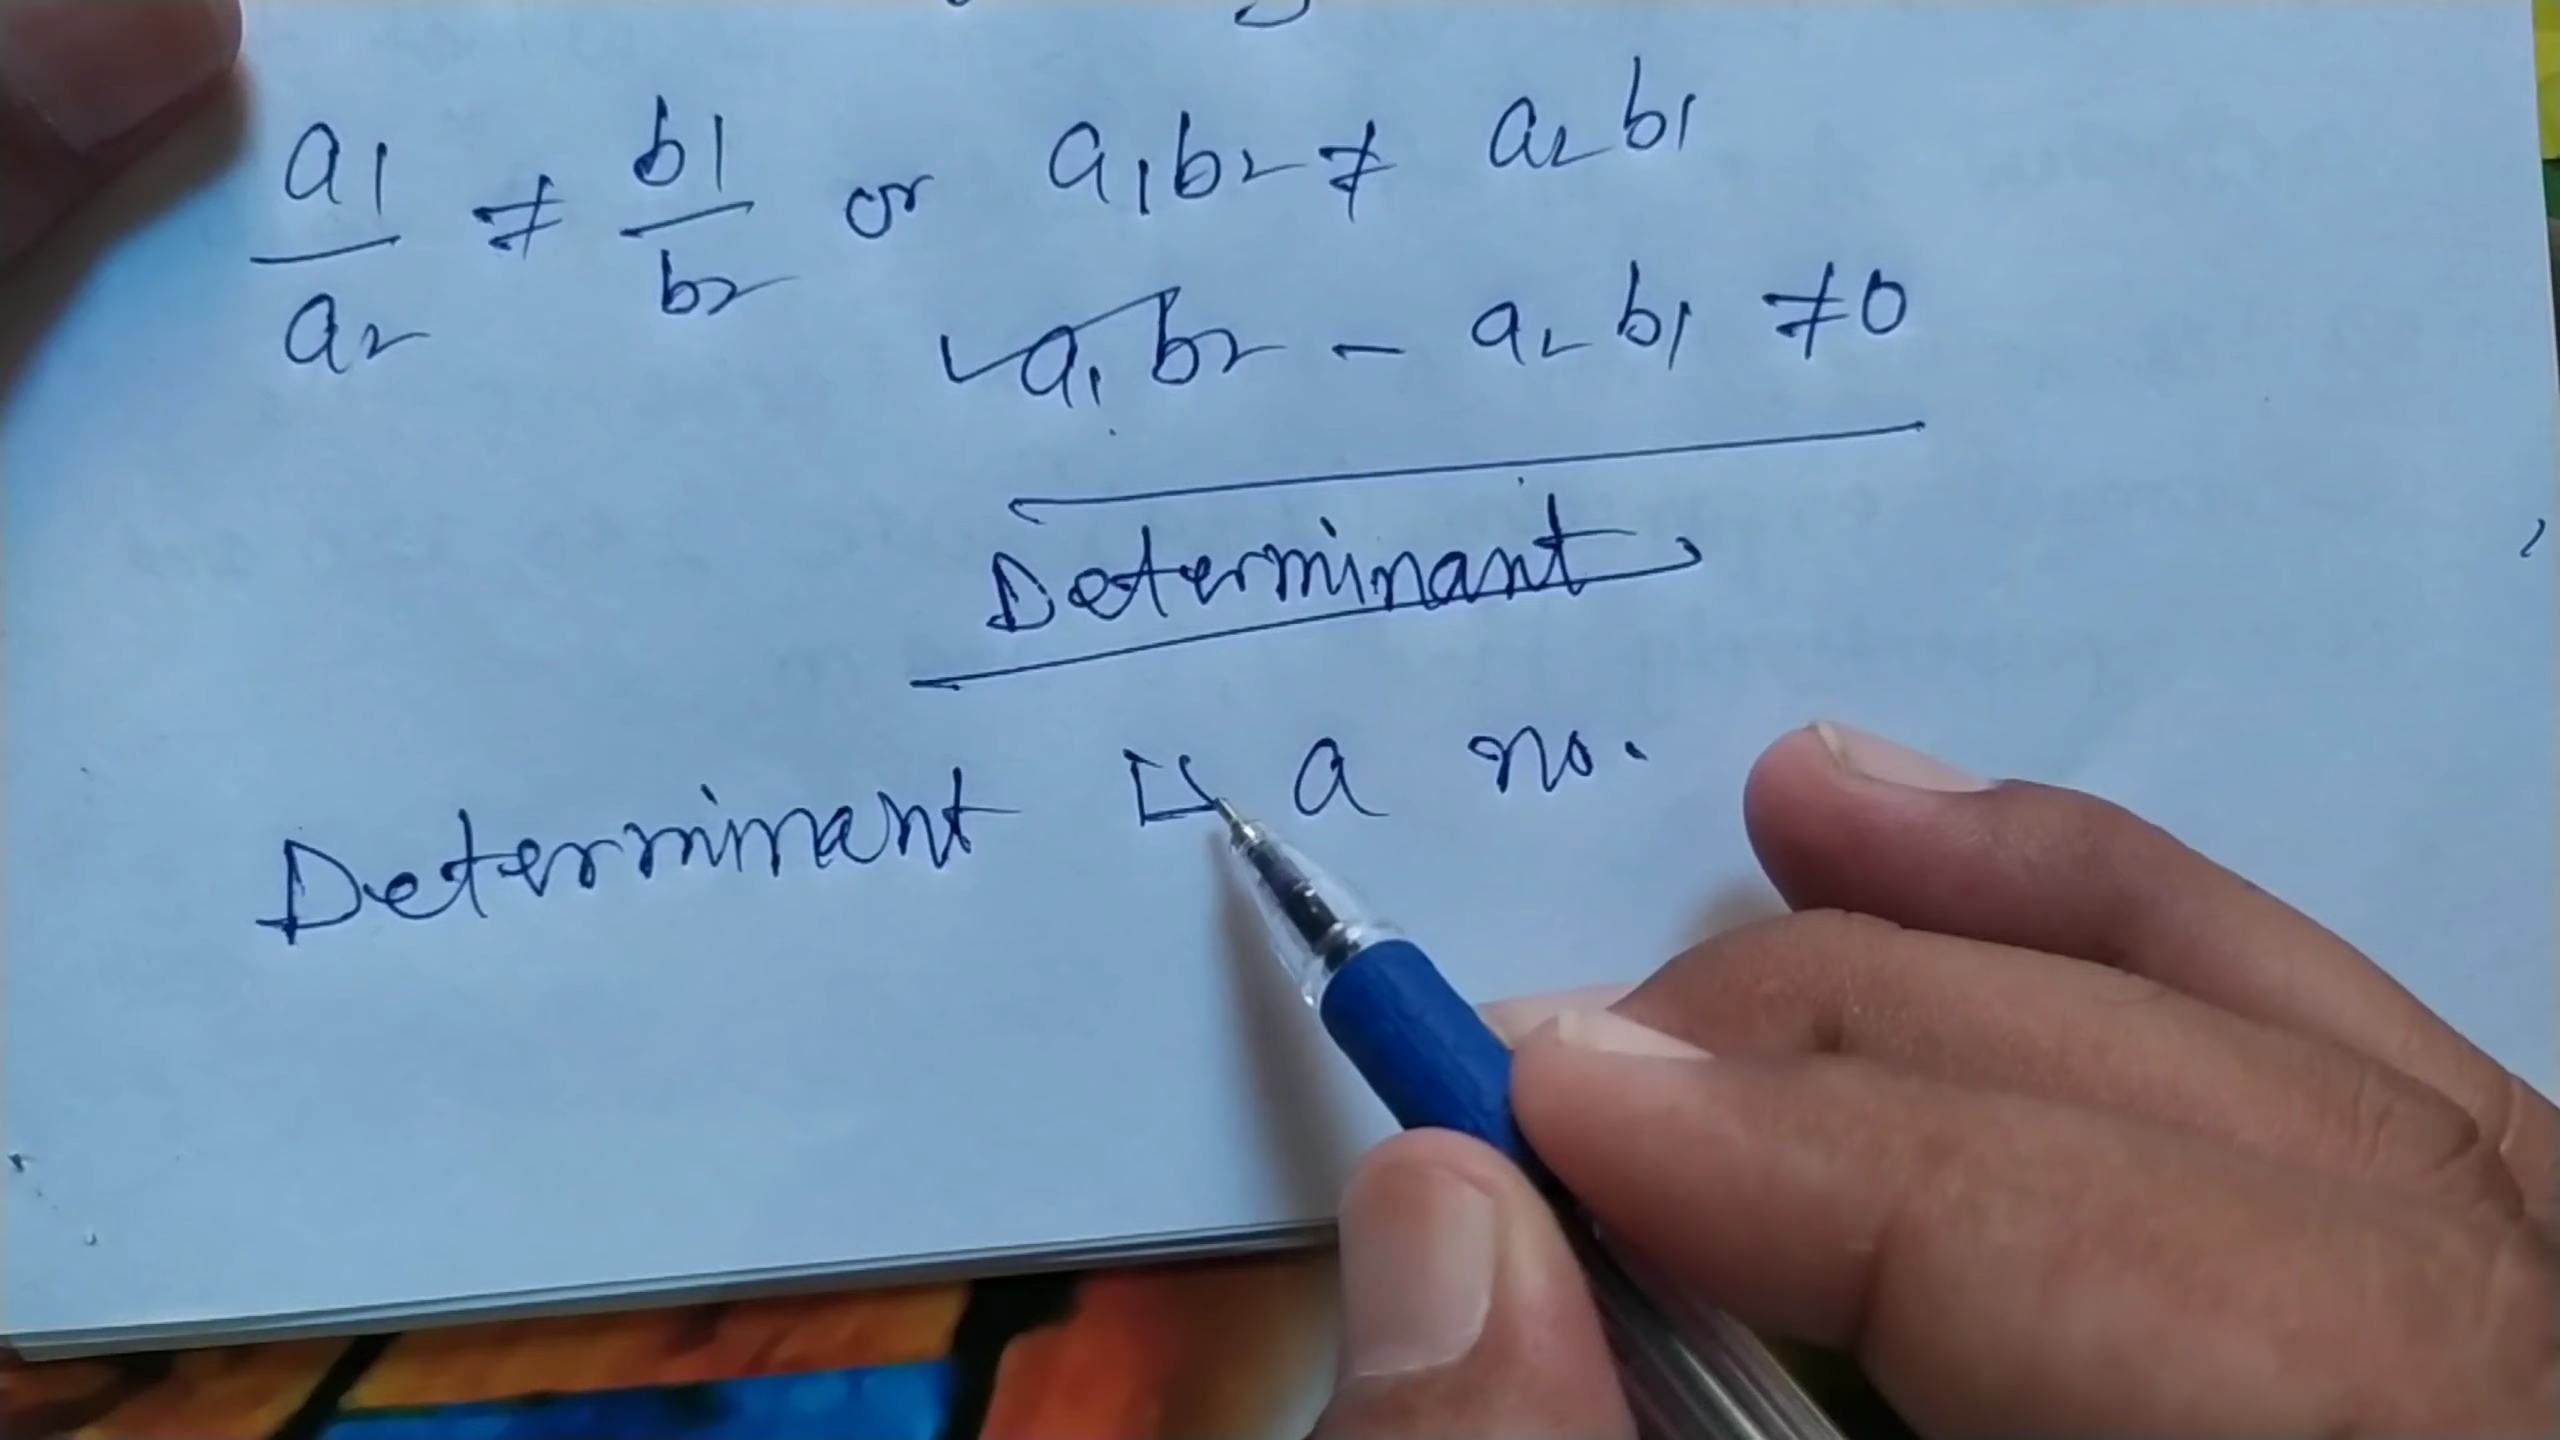 a1/a2 ≠ b1/b2 or a1b2 ≠ a2b1
a1b2 - a2b1 ≠ 0
Determinant
Determinant is a no.